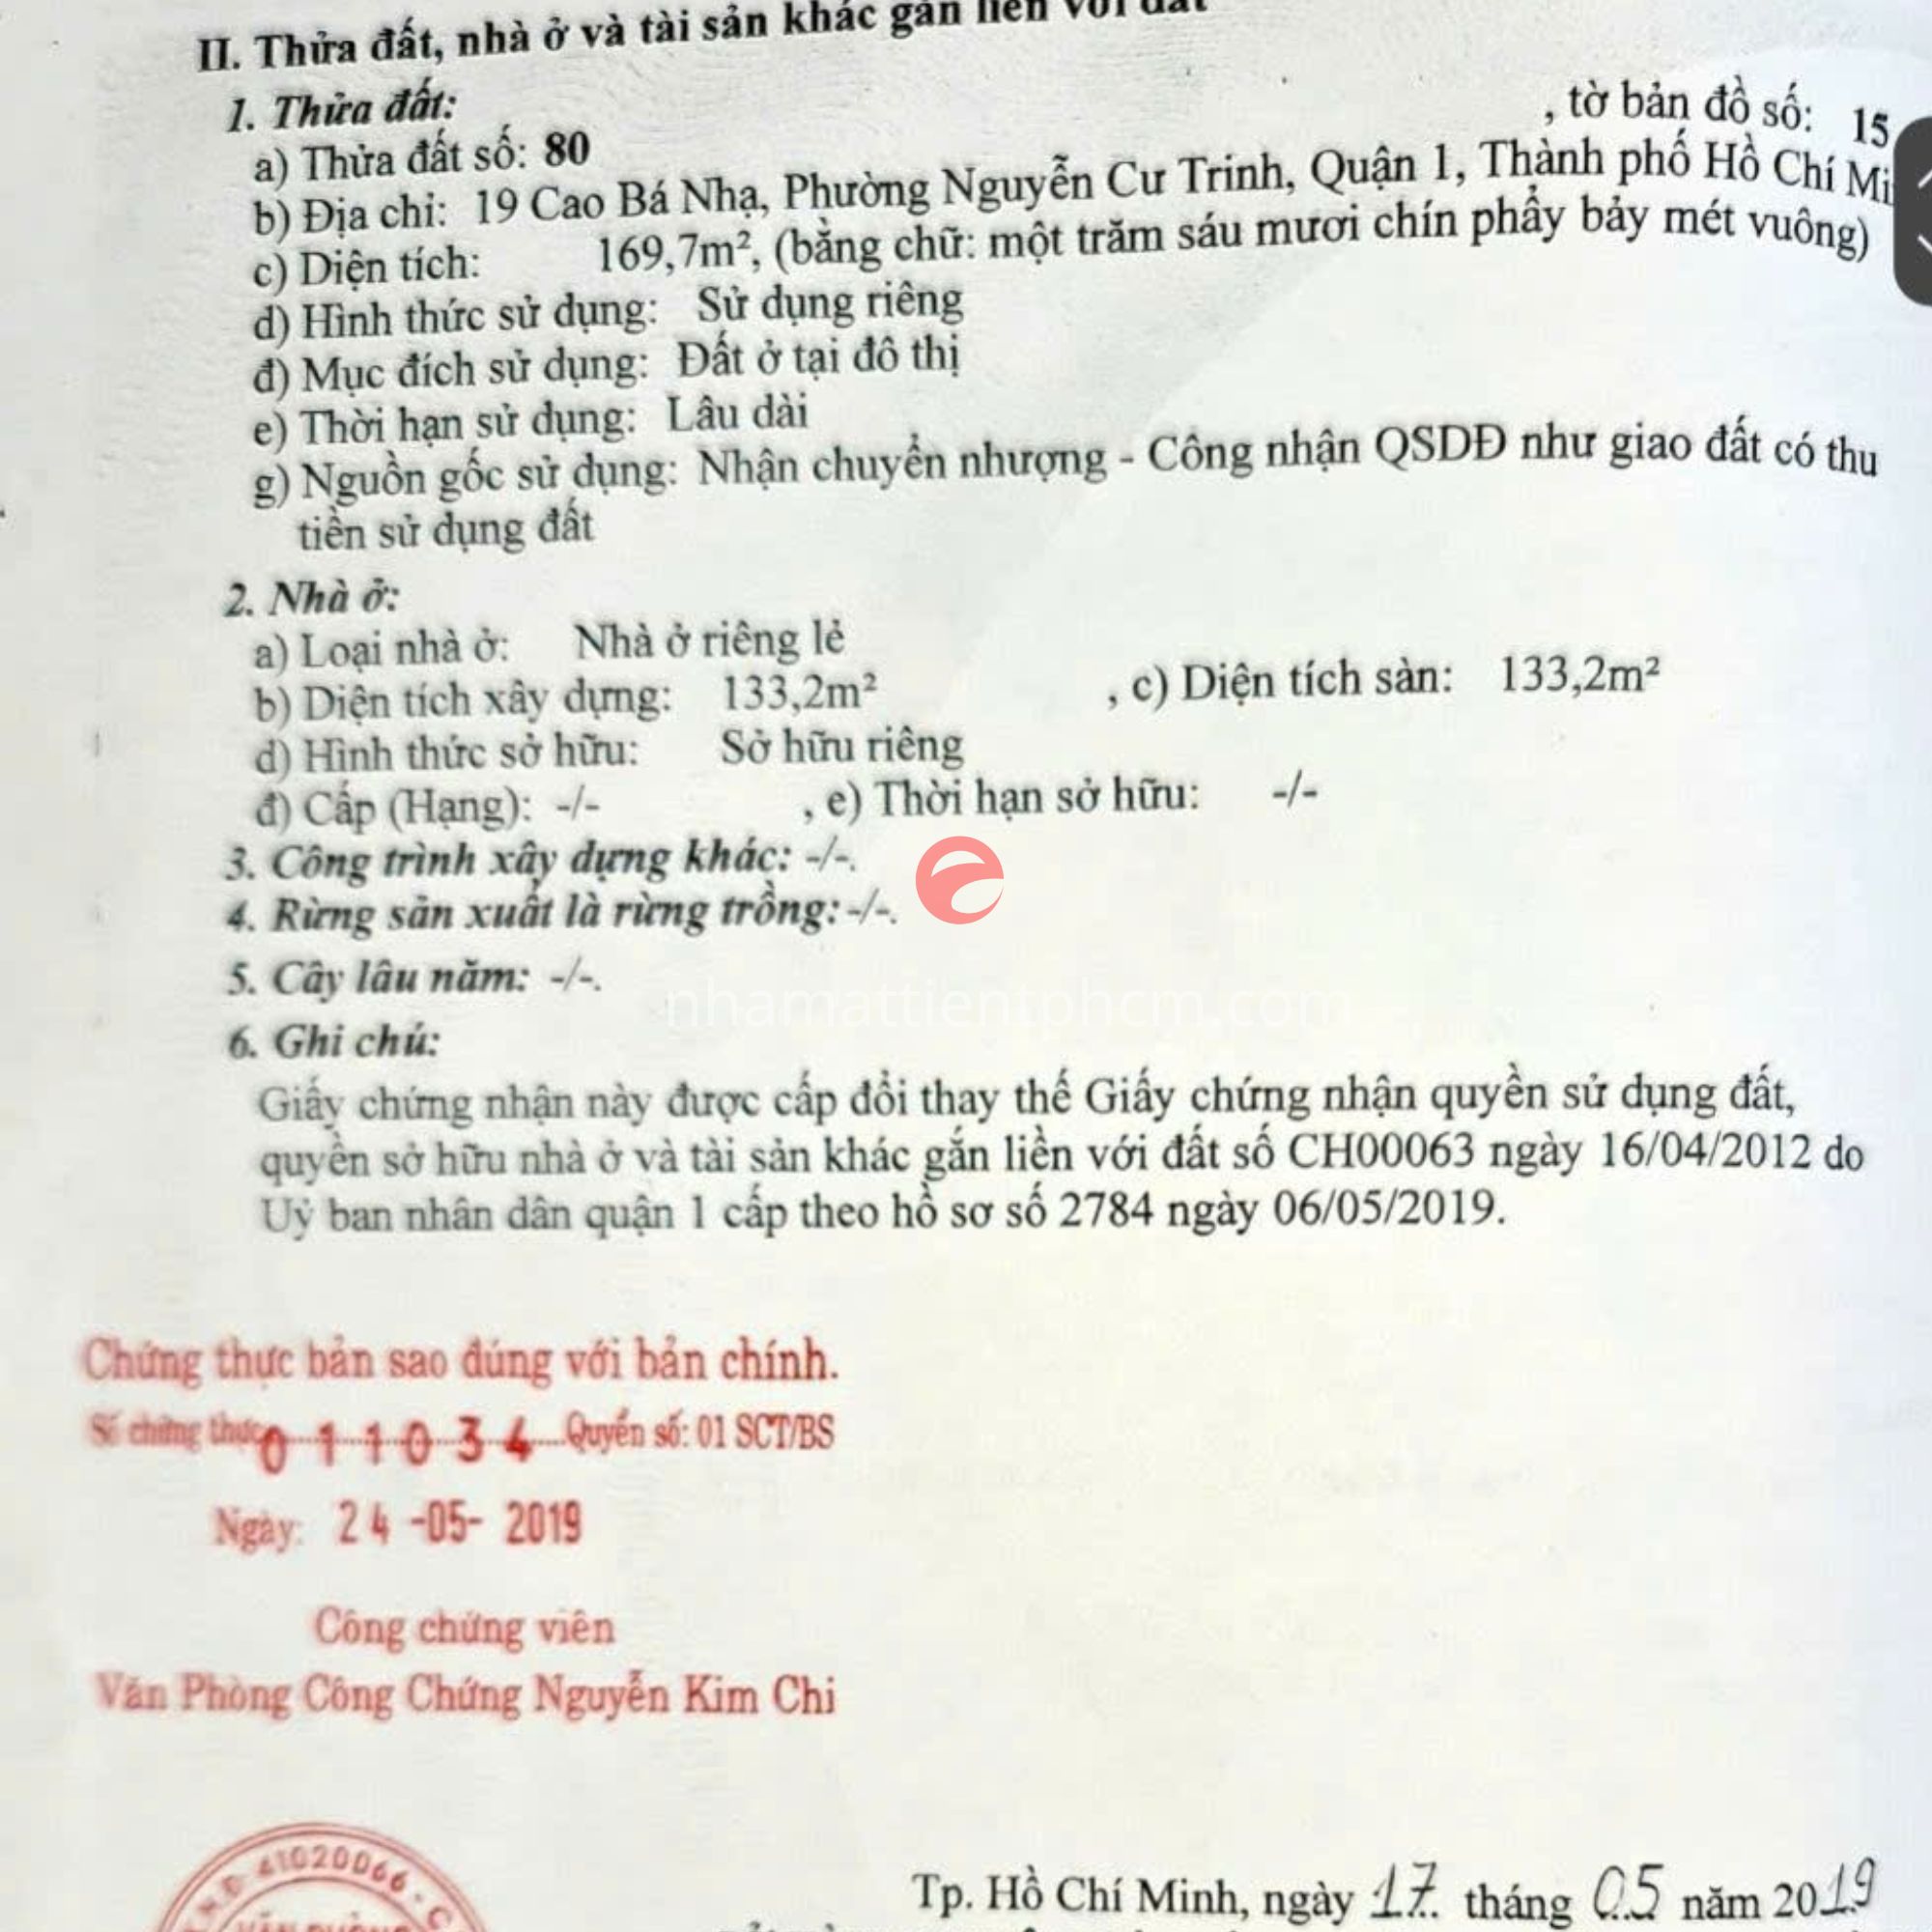 II. Thửa đất, nhà ở và tài sản khác gắn liền với đất
1. Thửa đất:
a) Thửa đất số: 80 , tờ bản đồ số: 15
b) Địa chỉ: 19 Cao Bá Nhạ, Phường Nguyễn Cư Trinh, Quận 1, Thành phố Hồ Chí Mi
c) Diện tích: 169,7m², (bằng chữ: một trăm sáu mươi chín phẩy bảy mét vuông)
d) Hình thức sử dụng: Sử dụng riêng
đ) Mục đích sử dụng: Đất ở tại đô thị
e) Thời hạn sử dụng: Lâu dài
g) Nguồn gốc sử dụng: Nhận chuyển nhượng - Công nhận QSDĐ như giao đất có thu
tiền sử dụng đất
2. Nhà ở:
a) Loại nhà ở: Nhà ở riêng lẻ
b) Diện tích xây dựng: 133,2m² , c) Diện tích sàn: 133,2m²
d) Hình thức sở hữu: Sở hữu riêng
đ) Cấp (Hạng): -/- , e) Thời hạn sở hữu: -/-
3. Công trình xây dựng khác: -/-.
4. Rừng sản xuất là rừng trồng: -/-.
5. Cây lâu năm: -/-.
nhamattientphcm.com
6. Ghi chú:
Giấy chứng nhận này được cấp đổi thay thế Giấy chứng nhận quyền sử dụng đất,
quyền sở hữu nhà ở và tài sản khác gắn liền với đất số CH00063 ngày 16/04/2012 do
Uỷ ban nhân dân quận 1 cấp theo hồ sơ số 2784 ngày 06/05/2019.
Chứng thực bản sao đúng với bản chính.
Số chứng thực 011034 Quyển số: 01 SCT/BS
Ngày: 24 -05- 2019
Công chứng viên
Văn Phòng Công Chứng Nguyễn Kim Chi
41020066
Tp. Hồ Chí Minh, ngày 17 tháng 05 năm 2019